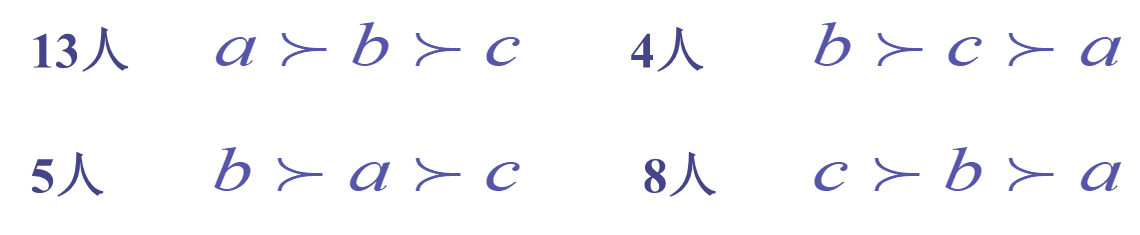 13人 a ≻ b ≻ c 4人 b ≻ c ≻ a
5人 b ≻ a ≻ c 8人 c ≻ b ≻ a